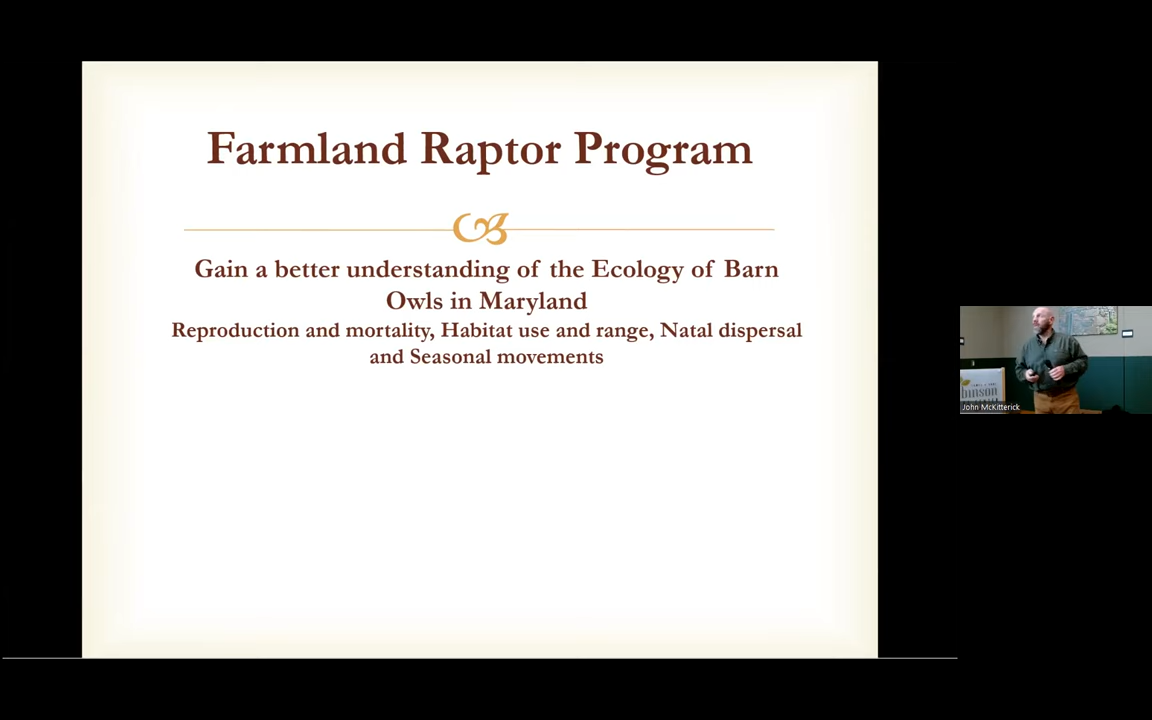 Farmland Raptor Program
Gain a better understanding of the Ecology of Barn
Owls in Maryland
Reproduction and mortality, Habitat use and range, Natal dispersal
and Seasonal movements
John McKitterick